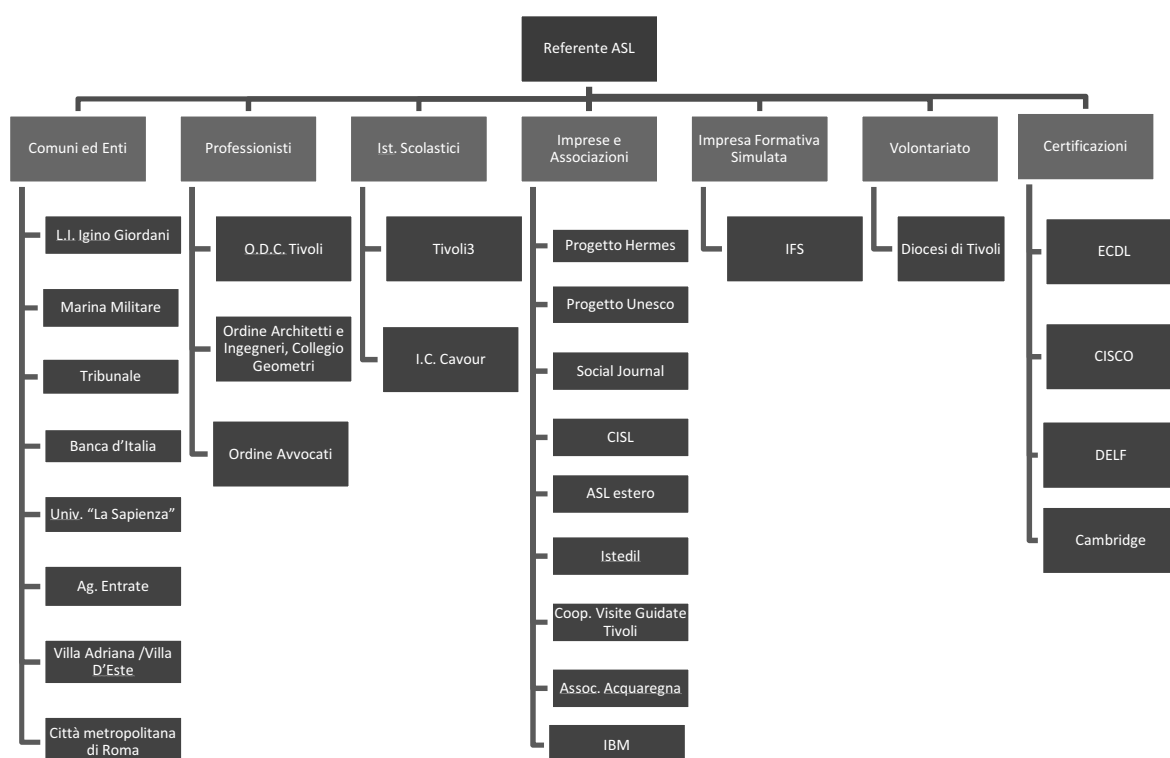 Referente ASL
Comuni ed Enti
L.I. Igino Giordani
Marina Militare
Tribunale
Banca d’Italia
Univ. “La Sapienza”
Ag. Entrate
Villa Adriana /Villa
D’Este
Città metropolitana
di Roma
Professionisti
O.D.C. Tivoli
Ordine Architetti e
Ingegneri, Collegio
Geometri
Ordine Avvocati
Ist. Scolastici
Tivoli3
I.C. Cavour
Imprese e
Associazioni
Progetto Hermes
Progetto Unesco
Social Journal
CISL
ASL estero
Istedil
Coop. Visite Guidate
Tivoli
Assoc. Acquaregna
IBM
Impresa Formativa
Simulata
IFS
Volontariato
Diocesi di Tivoli
Certificazioni
ECDL
CISCO
DELF
Cambridge